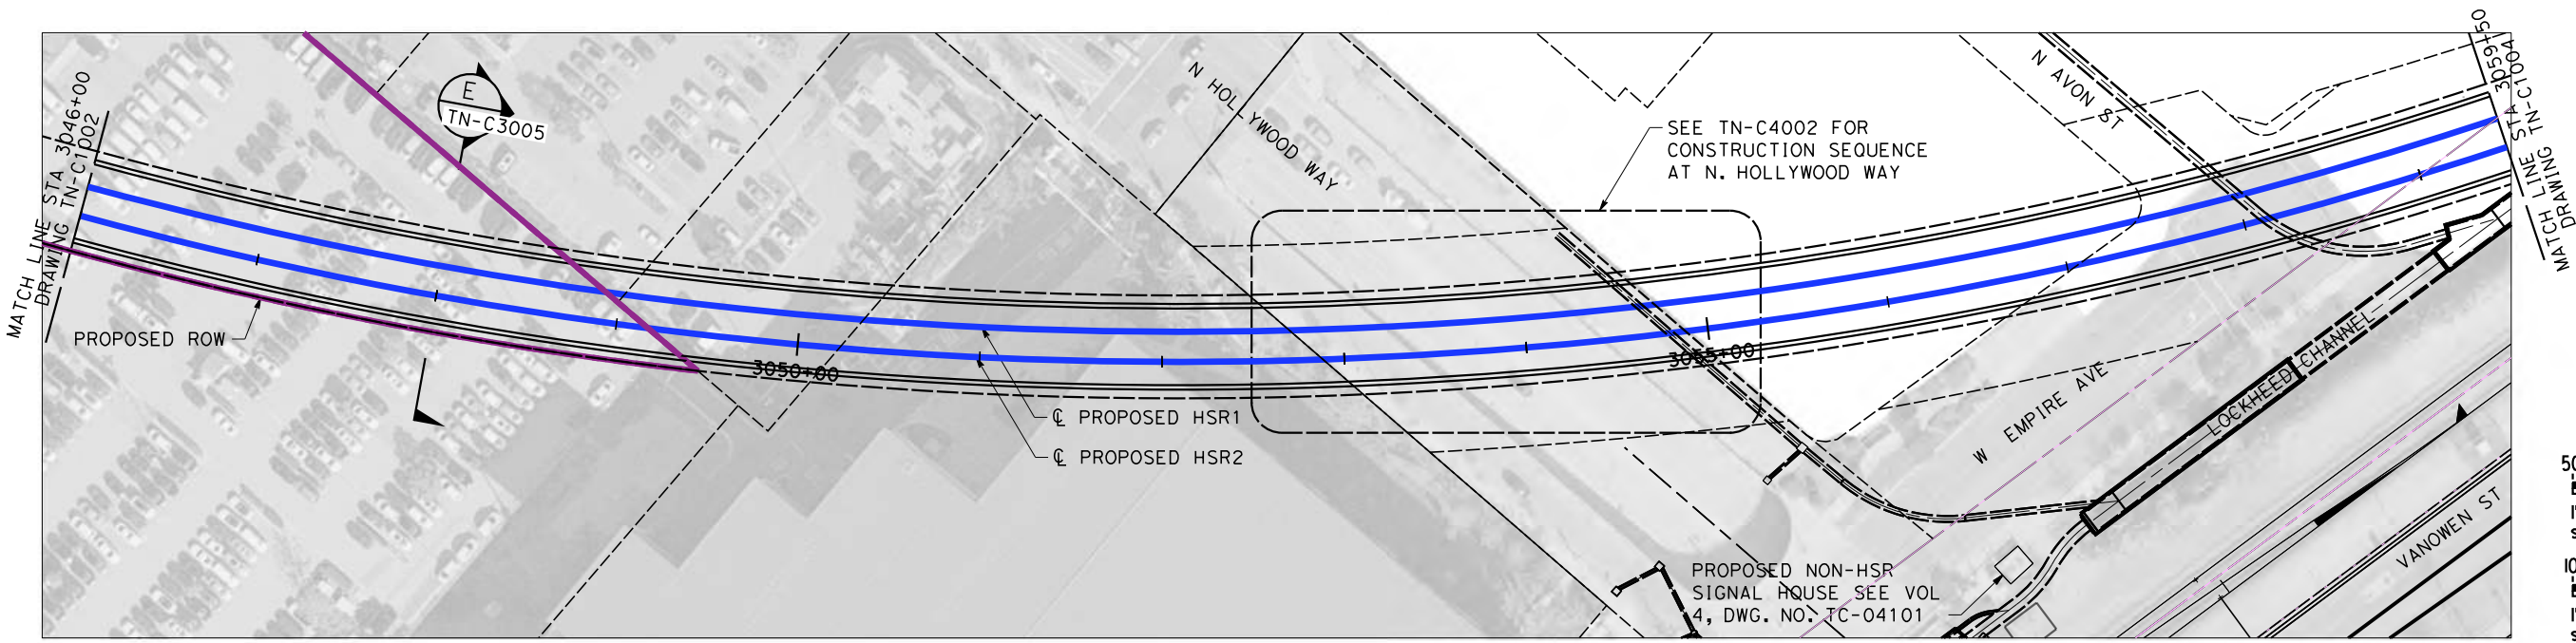 MATCH LINE STA 3046+00
DRAWING TN-C1002
E
TN-C3005
PROPOSED ROW
3050+00
℄ PROPOSED HSR1
℄ PROPOSED HSR2
N HOLLYWOOD WAY
SEE TN-C4002 FOR
CONSTRUCTION SEQUENCE
AT N. HOLLYWOOD WAY
3055+00
N AVON ST
W EMPIRE AVE
LOCKHEED CHANNEL
VANOWEN ST
PROPOSED NON-HSR
SIGNAL HOUSE SEE VOL
4, DWG. NO. TC-04101
MATCH LINE STA 3059+50
DRAWING TN-C1004